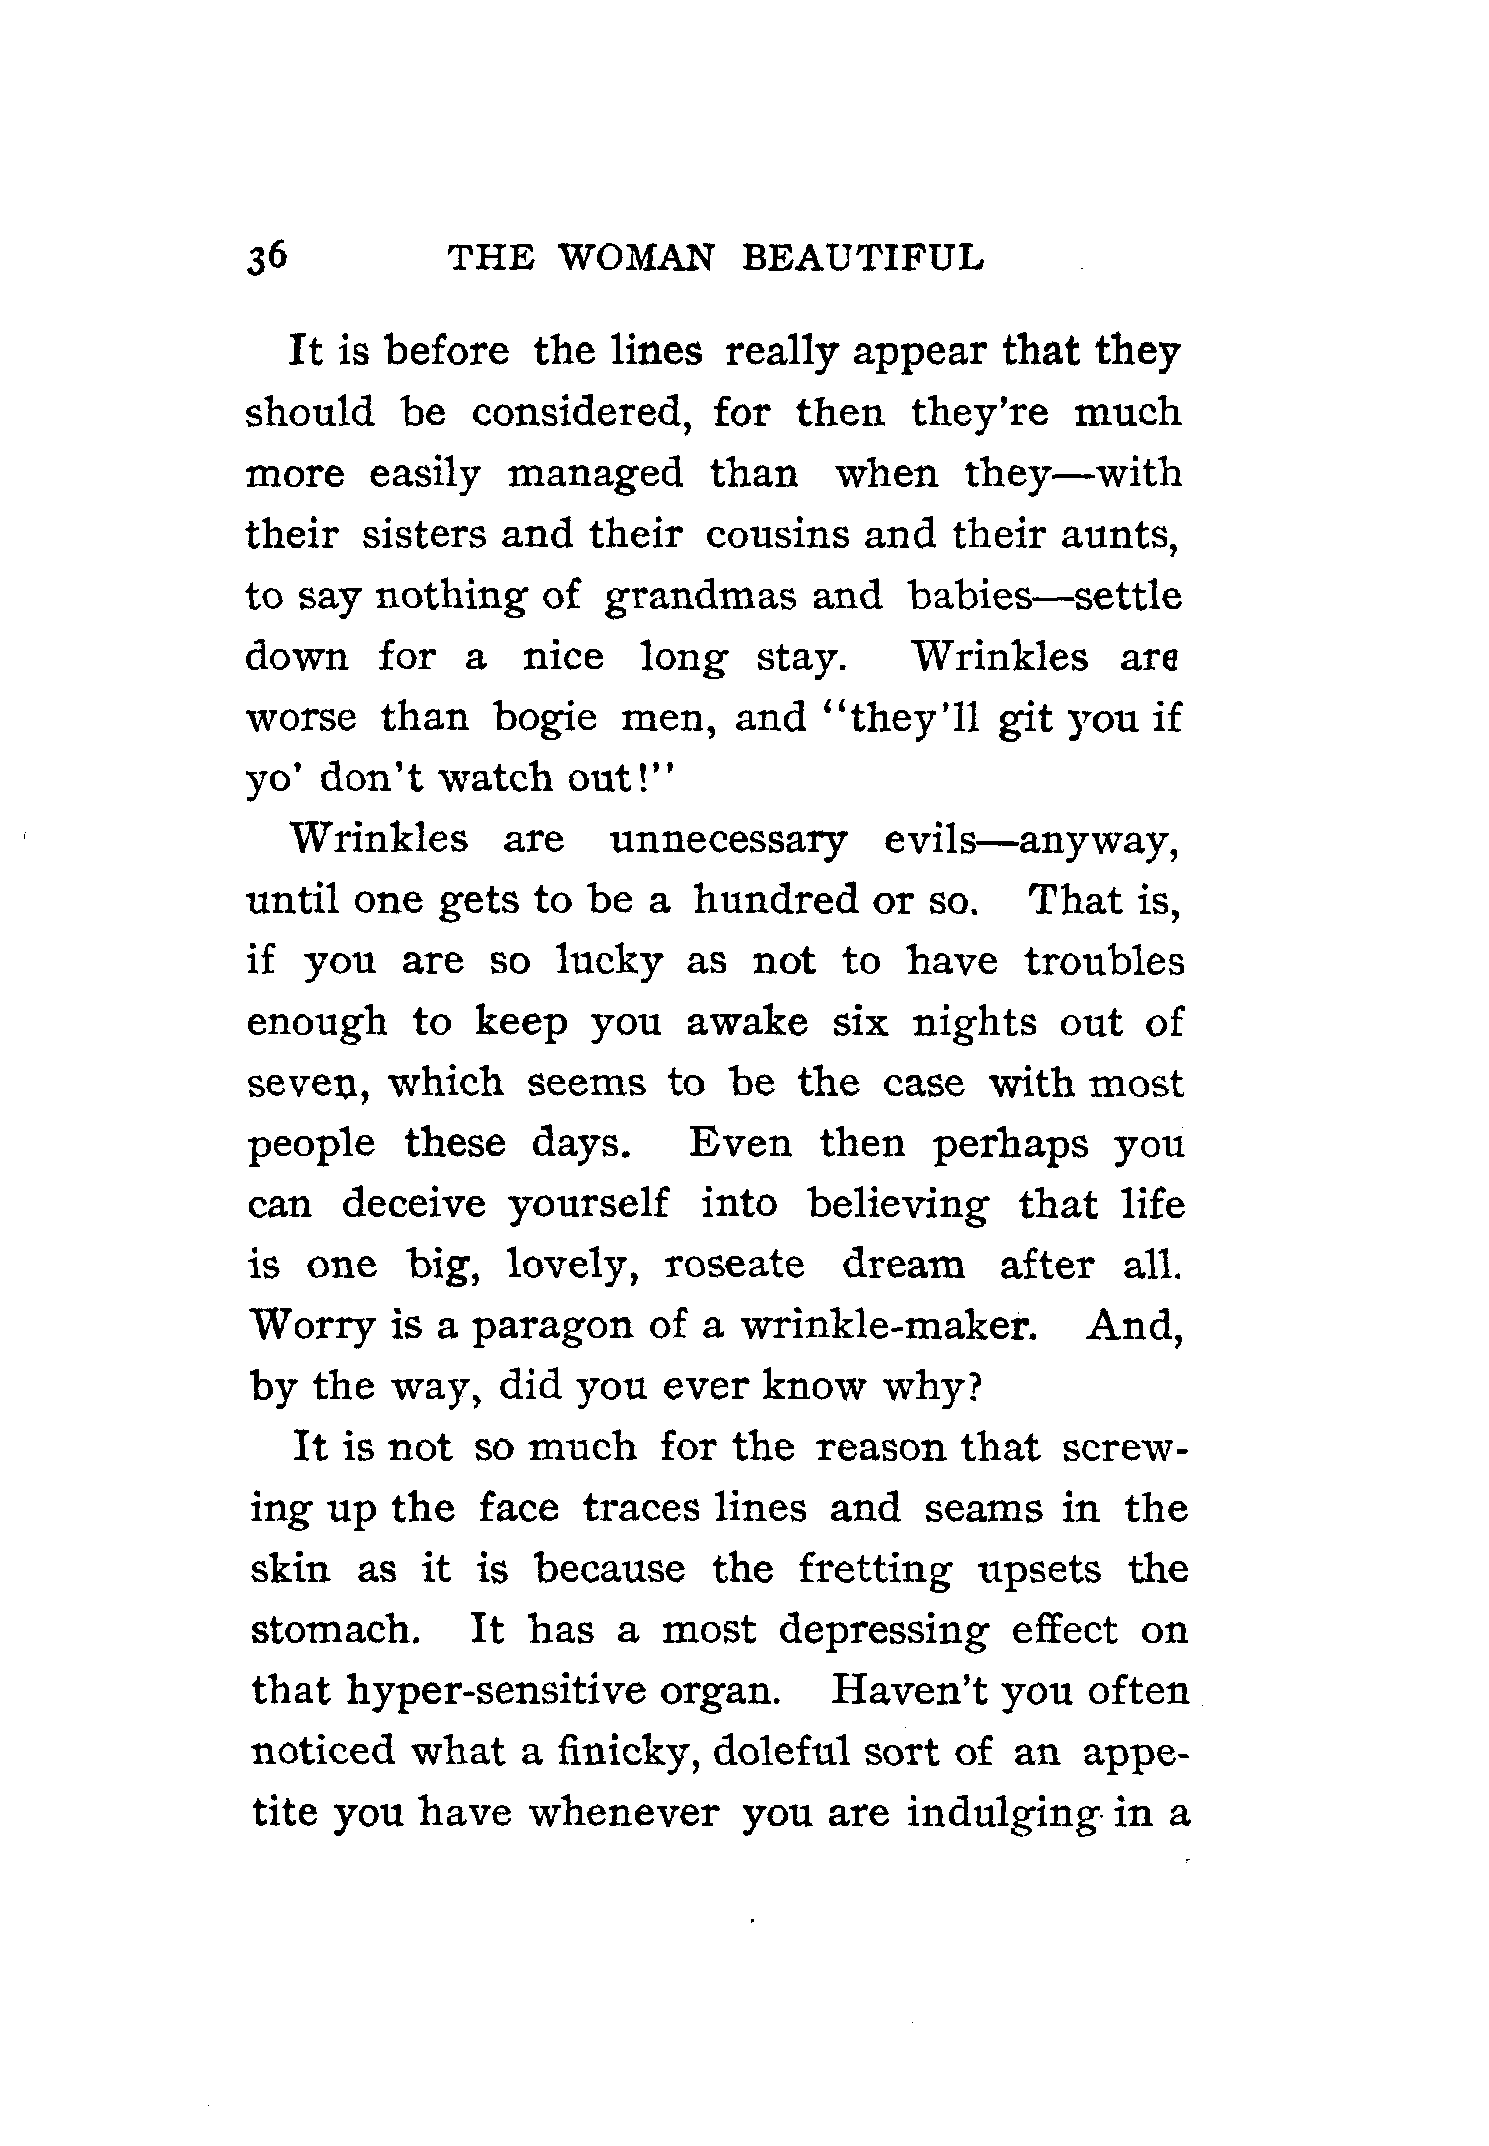 36 THE WOMAN BEAUTIFUL
It is before the lines really appear that they
should be considered, for then they're much
more easily managed than when they—with
their sisters and their cousins and their aunts,
to say nothing of grandmas and babies—settle
down for a nice long stay. Wrinkles are
worse than bogie men, and "they'll git you if
yo' don't watch out!"
Wrinkles are unnecessary evils—anyway,
until one gets to be a hundred or so. That is,
if you are so lucky as not to have troubles
enough to keep you awake six nights out of
seven, which seems to be the case with most
people these days. Even then perhaps you
can deceive yourself into believing that life
is one big, lovely, roseate dream after all.
Worry is a paragon of a wrinkle-maker. And,
by the way, did you ever know why?
It is not so much for the reason that screw-
ing up the face traces lines and seams in the
skin as it is because the fretting upsets the
stomach. It has a most depressing effect on
that hyper-sensitive organ. Haven't you often
noticed what a finicky, doleful sort of an appe-
tite you have whenever you are indulging in a